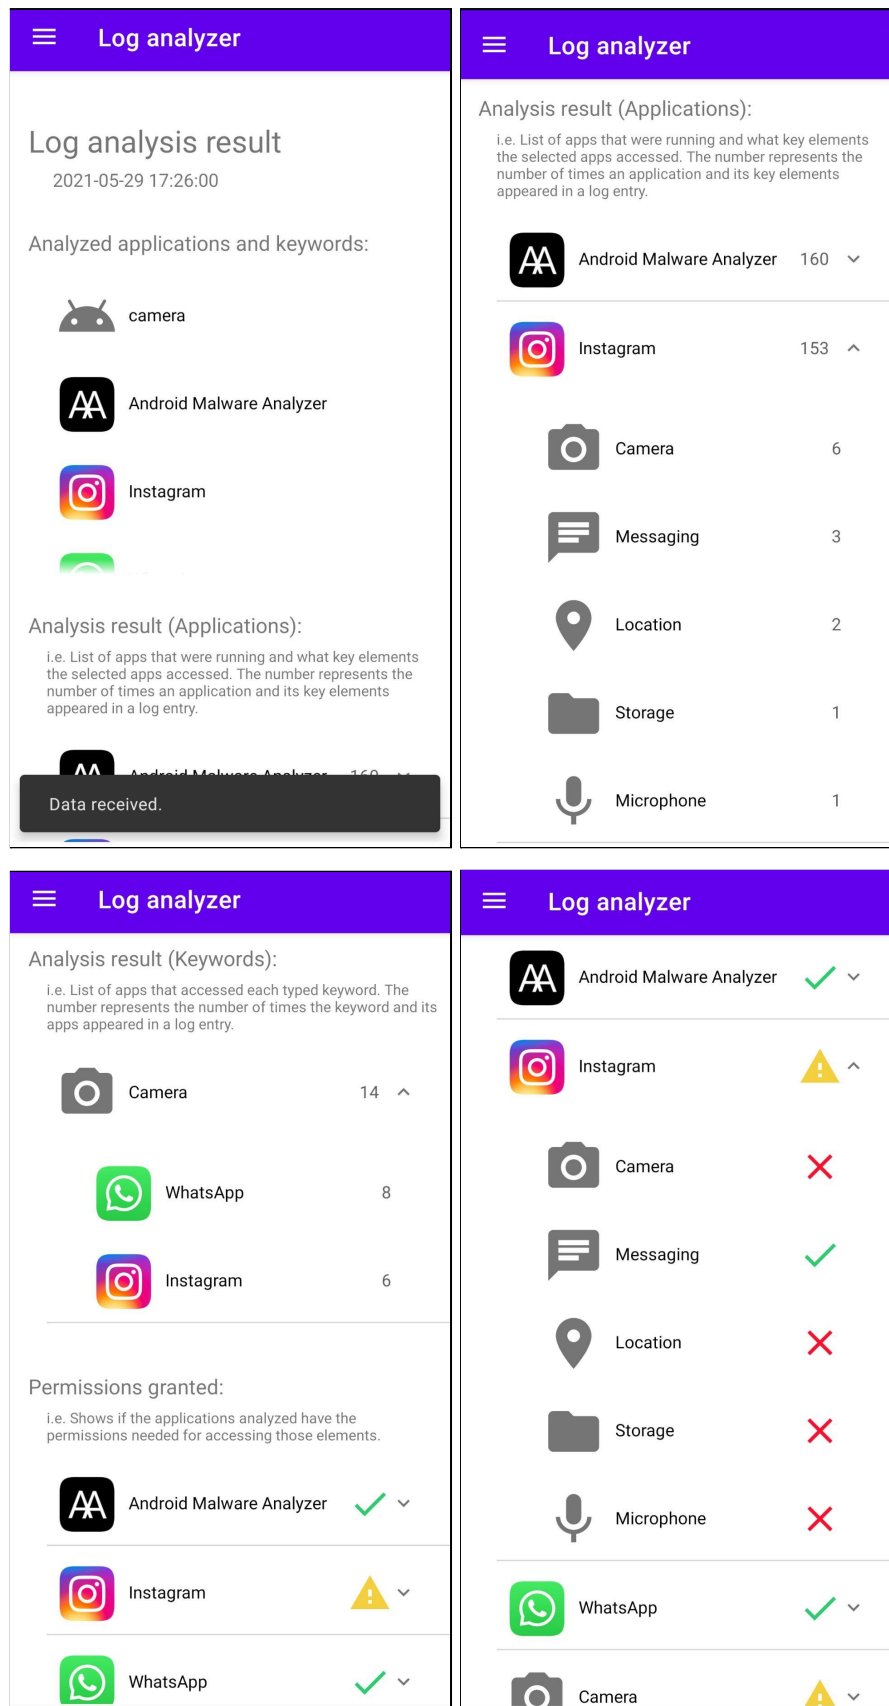 Log analyzer
Log analysis result
2021-05-29 17:26:00
Analyzed applications and keywords:
camera
Android Malware Analyzer
Instagram
Analysis result (Applications):
i.e. List of apps that were running and what key elements
the selected apps accessed. The number represents the
number of times an application and its key elements
appeared in a log entry.
Android Malware Analyzer 160
Data received.
Log analyzer
Analysis result (Applications):
i.e. List of apps that were running and what key elements
the selected apps accessed. The number represents the
number of times an application and its key elements
appeared in a log entry.
Android Malware Analyzer 160
Instagram 153
Camera 6
Messaging 3
Location 2
Storage 1
Microphone 1
Log analyzer
Analysis result (Keywords):
i.e. List of apps that accessed each typed keyword. The
number represents the number of times the keyword and its
apps appeared in a log entry.
Camera 14
WhatsApp 8
Instagram 6
Permissions granted:
i.e. Shows if the applications analyzed have the
permissions needed for accessing those elements.
Android Malware Analyzer
Instagram
WhatsApp
Log analyzer
Android Malware Analyzer
Instagram
Camera
Messaging
Location
Storage
Microphone
WhatsApp
Camera